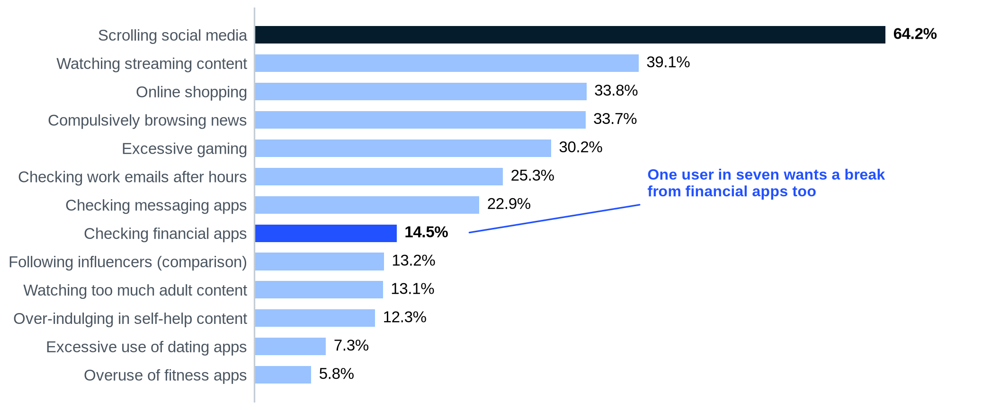 Scrolling social media 64.2%
Watching streaming content 39.1%
Online shopping 33.8%
Compulsively browsing news 33.7%
Excessive gaming 30.2%
Checking work emails after hours 25.3%
One user in seven wants a break
from financial apps too
Checking messaging apps 22.9%
Checking financial apps 14.5%
Following influencers (comparison) 13.2%
Watching too much adult content 13.1%
Over-indulging in self-help content 12.3%
Excessive use of dating apps 7.3%
Overuse of fitness apps 5.8%